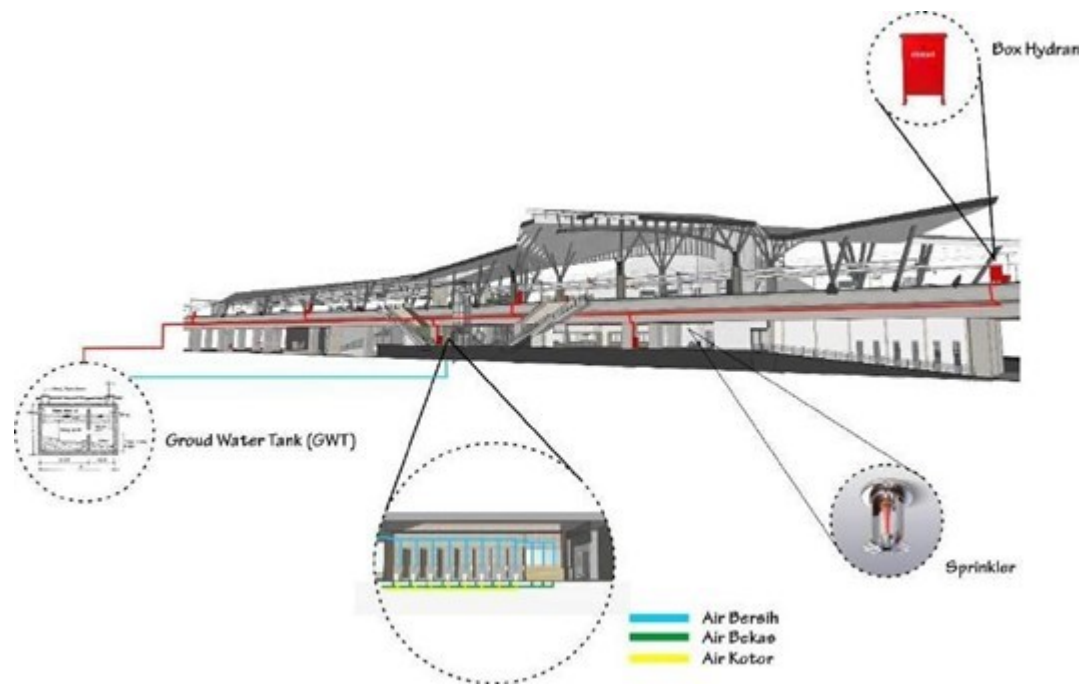 Box Hydran
Groud Water Tank (GWT)
Sprinkler
Air Bersih
Air Bekas
Air Kotor